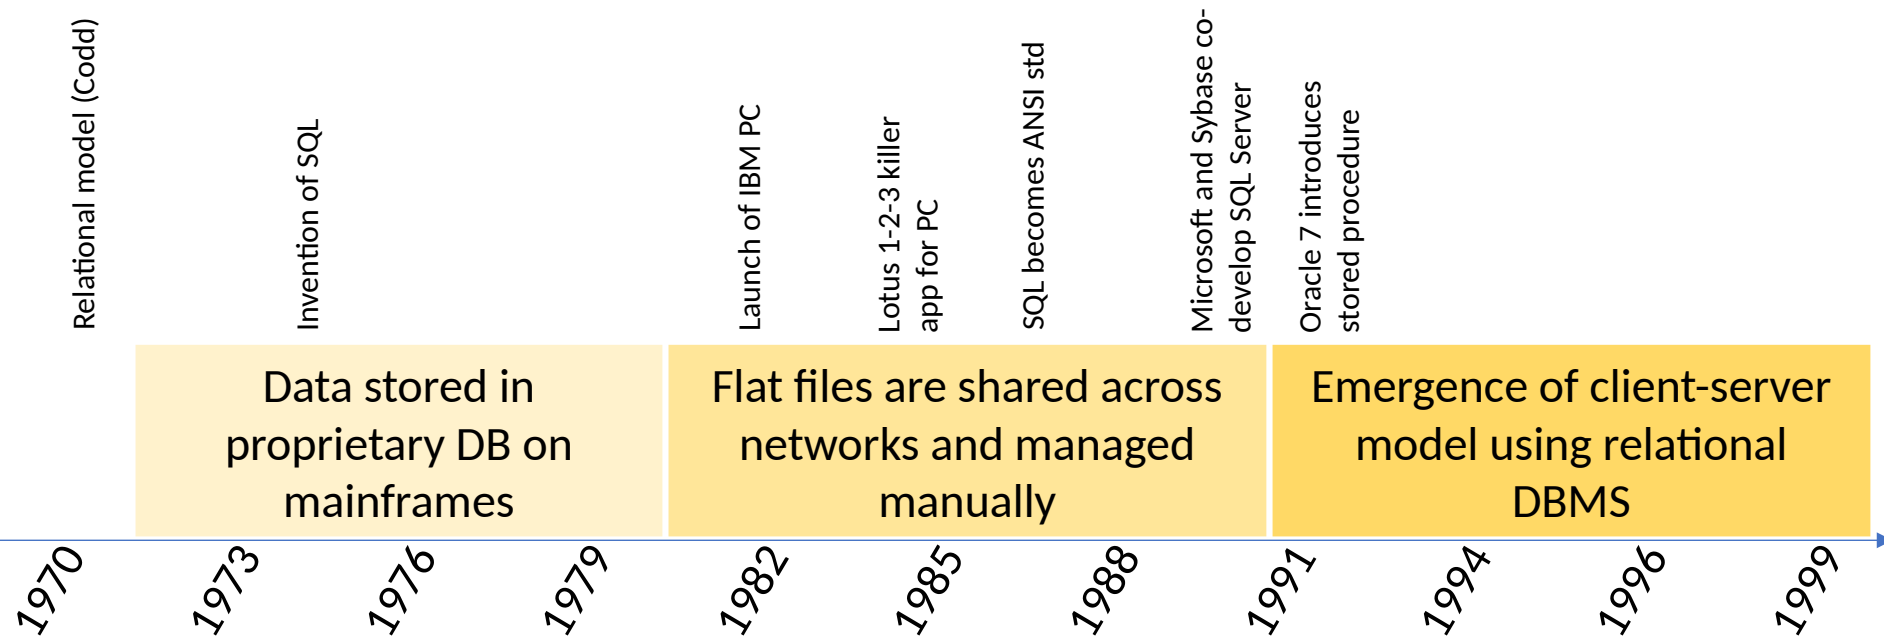 Relational model (Codd)
Invention of SQL
Launch of IBM PC
Lotus 1-2-3 killer
app for PC
SQL becomes ANSI std
Microsoft and Sybase co-
develop SQL Server
Oracle 7 introduces
stored procedure
Data stored in
proprietary DB on
mainframes
Flat files are shared across
networks and managed
manually
Emergence of client-server
model using relational
DBMS
1970
1973
1976
1979
1982
1985
1988
1991
1994
1996
1999